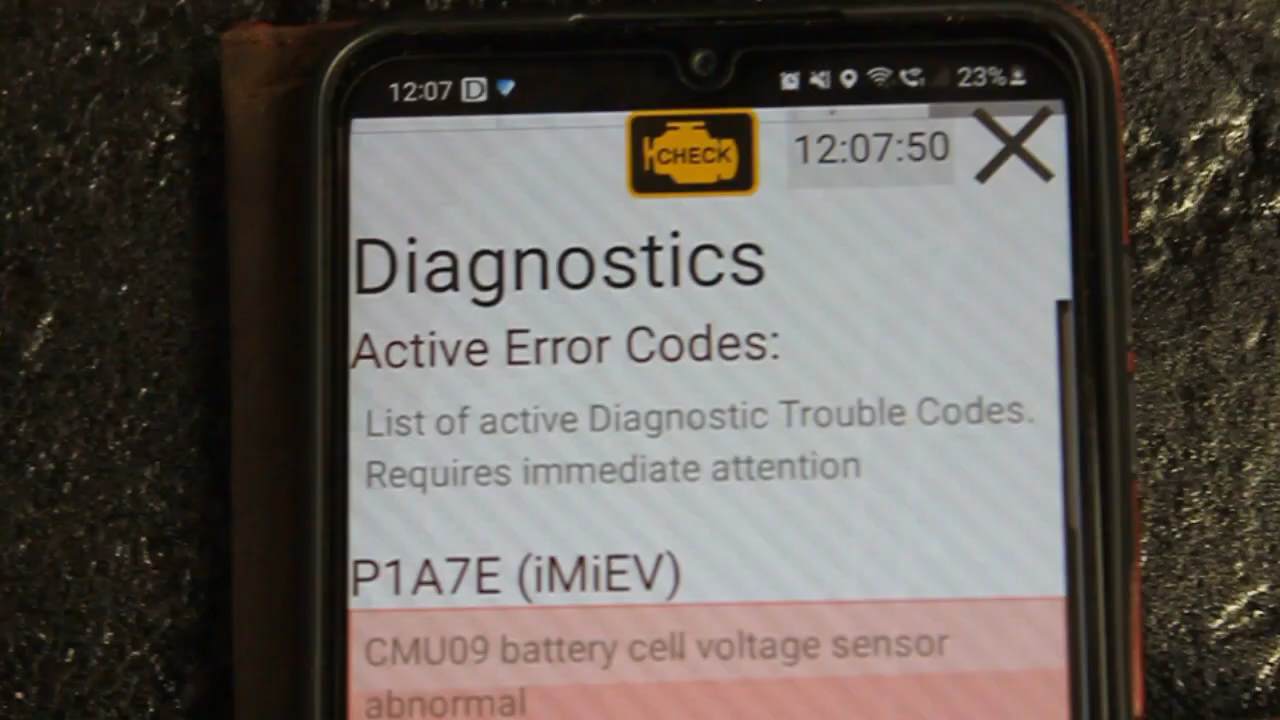 12:07 D 23%
CHECK 12:07:50
Diagnostics
Active Error Codes:
List of active Diagnostic Trouble Codes.
Requires immediate attention
P1A7E (iMiEV)
CMU09 battery cell voltage sensor
abnormal